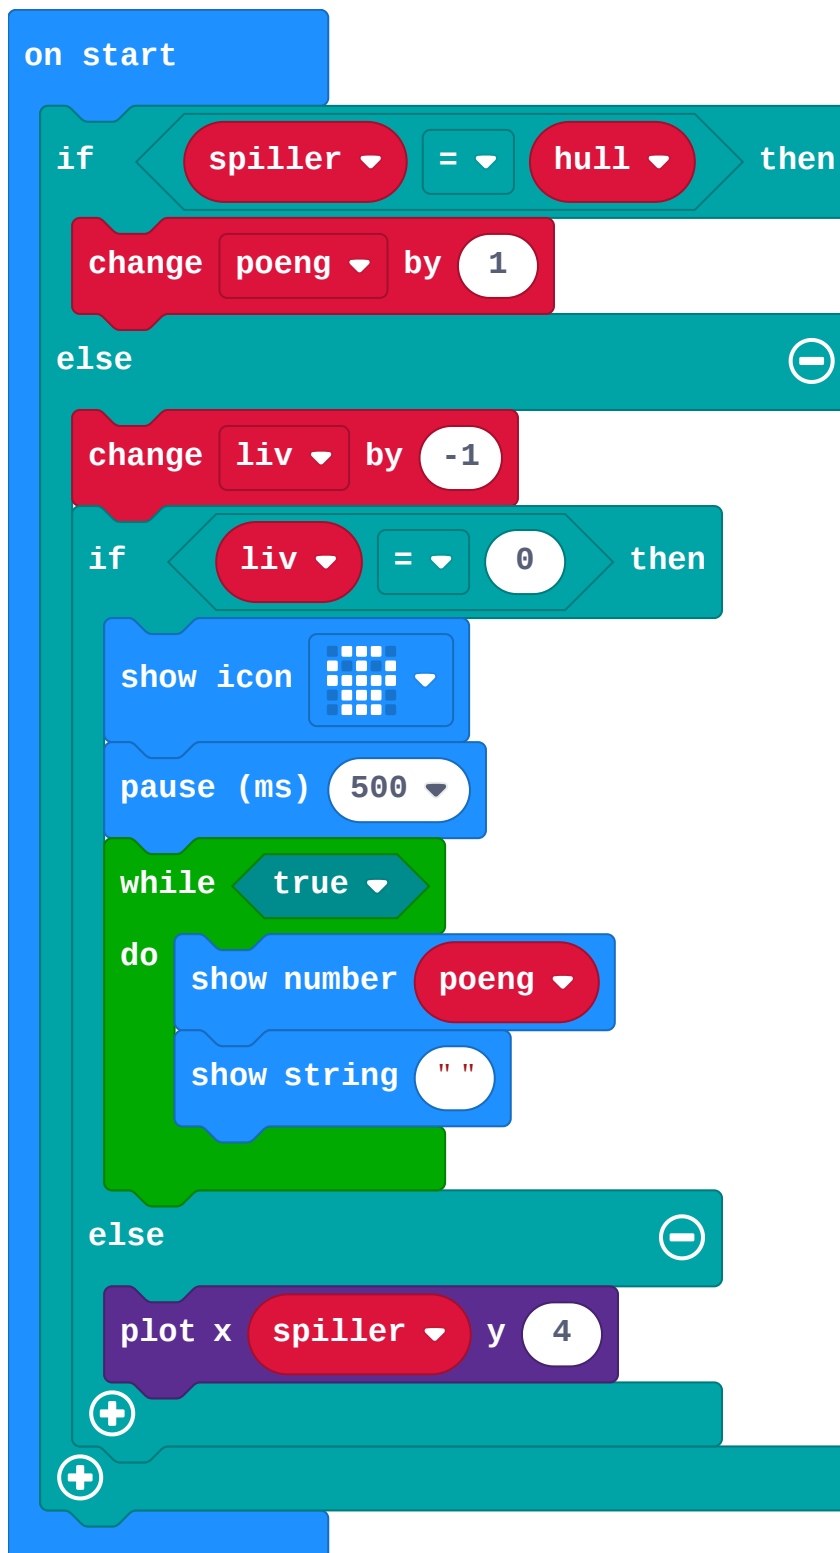 on start
if spiller = hull then
change poeng by 1
else
change liv by -1
if liv = 0 then
show icon
pause (ms) 500
while true
do
show number poeng
show string " "
else
plot x spiller y 4